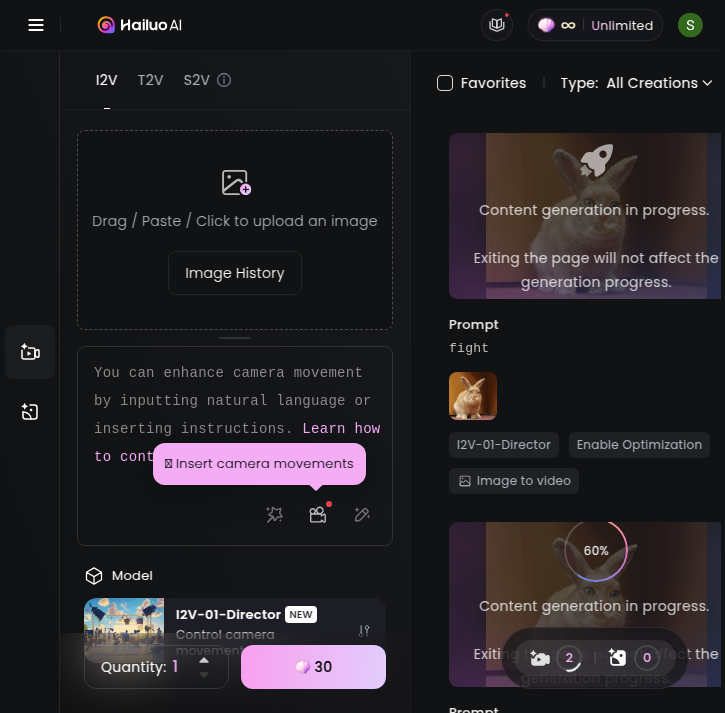 Hailuo AI
∞ Unlimited
S
I2V T2V S2V
Favorites
Type: All Creations
Drag / Paste / Click to upload an image
Image History
You can enhance camera movement
by inputting natural language or
inserting instructions. Learn how
to cont
Insert camera movements
Model
I2V-01-Director NEW
Control camera
movement
Quantity: 1
30
Content generation in progress.
Exiting the page will not affect the
generation progress.
Prompt
fight
I2V-01-Director
Enable Optimization
Image to video
60%
Content generation in progress.
Exiting the page will not affect the
generation progress.
2
0
Prompt